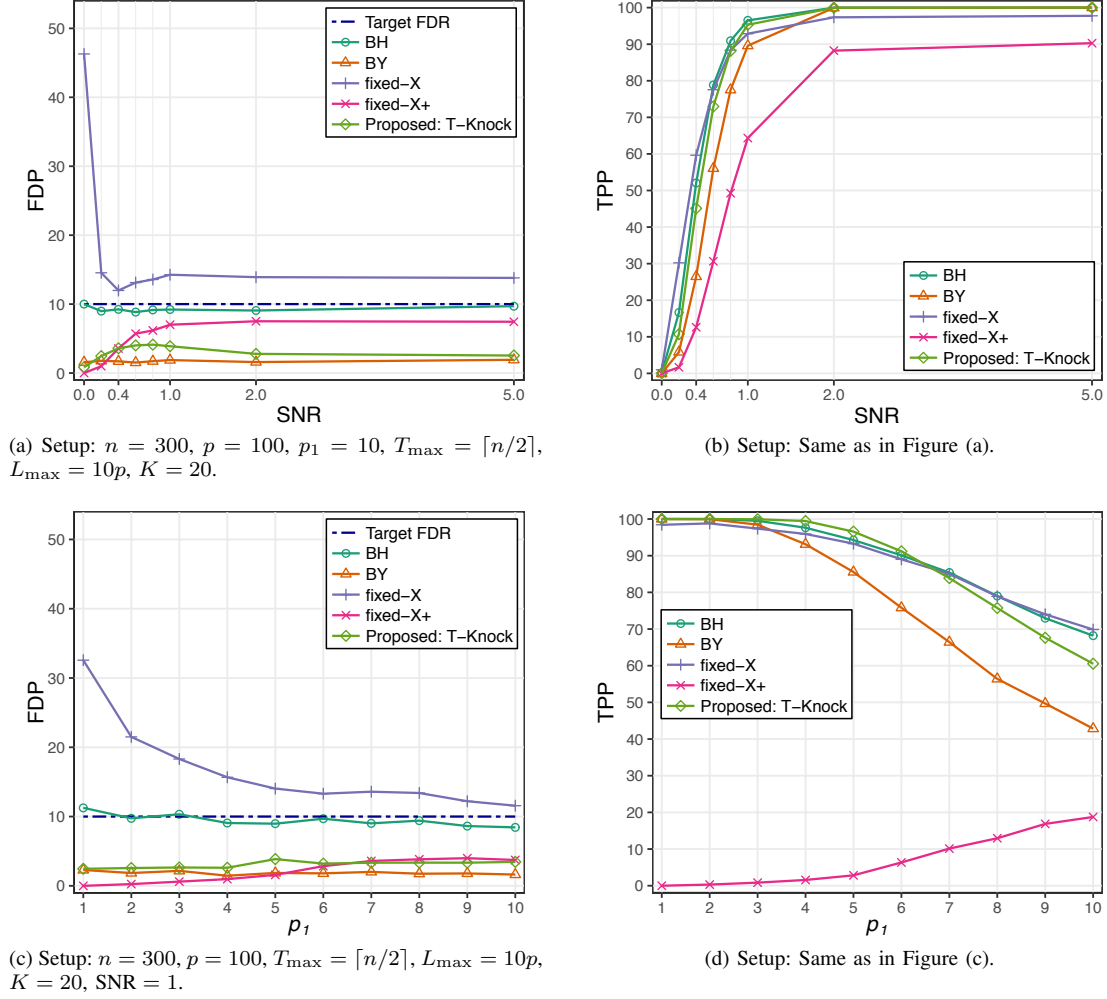 50
40
30
20
10
0
FDP
0.0 0.4 1.0 2.0 5.0
SNR
Target FDR
BH
BY
fixed-X
fixed-X+
Proposed: T-Knock
(a) Setup: n = 300, p = 100, p₁ = 10, T_max = ⌈n/2⌉,
L_max = 10p, K = 20.
100
90
80
70
60
50
40
30
20
10
0
TPP
0.0 0.4 1.0 2.0 5.0
SNR
BH
BY
fixed-X
fixed-X+
Proposed: T-Knock
(b) Setup: Same as in Figure (a).
50
40
30
20
10
0
FDP
1 2 3 4 5 6 7 8 9 10
p₁
Target FDR
BH
BY
fixed-X
fixed-X+
Proposed: T-Knock
(c) Setup: n = 300, p = 100, T_max = ⌈n/2⌉, L_max = 10p,
K = 20, SNR = 1.
100
90
80
70
60
50
40
30
20
10
0
TPP
1 2 3 4 5 6 7 8 9 10
p₁
BH
BY
fixed-X
fixed-X+
Proposed: T-Knock
(d) Setup: Same as in Figure (c).